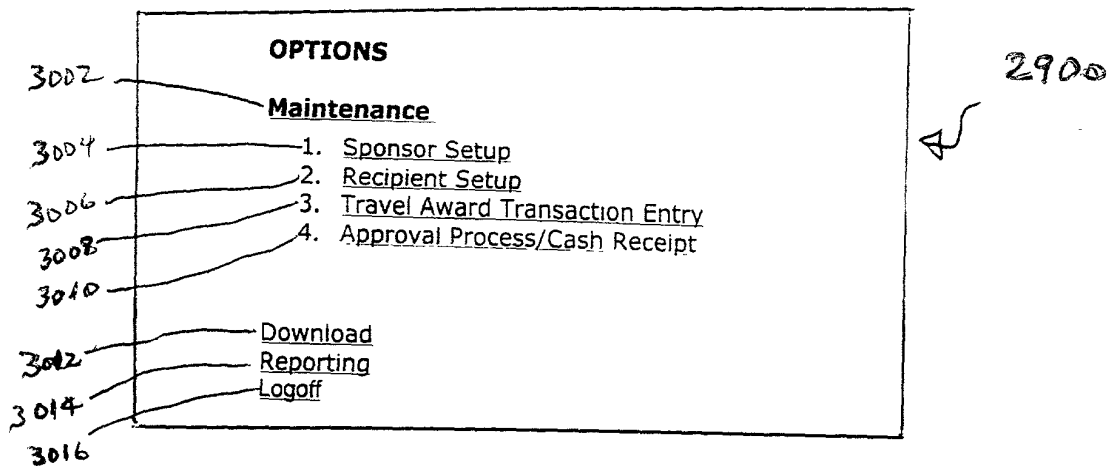 OPTIONS
2900
3002
Maintenance
3004
1. Sponsor Setup
3006
2. Recipient Setup
3008
3. Travel Award Transaction Entry
3010
4. Approval Process/Cash Receipt
3012
Download
3014
Reporting
3016
Logoff